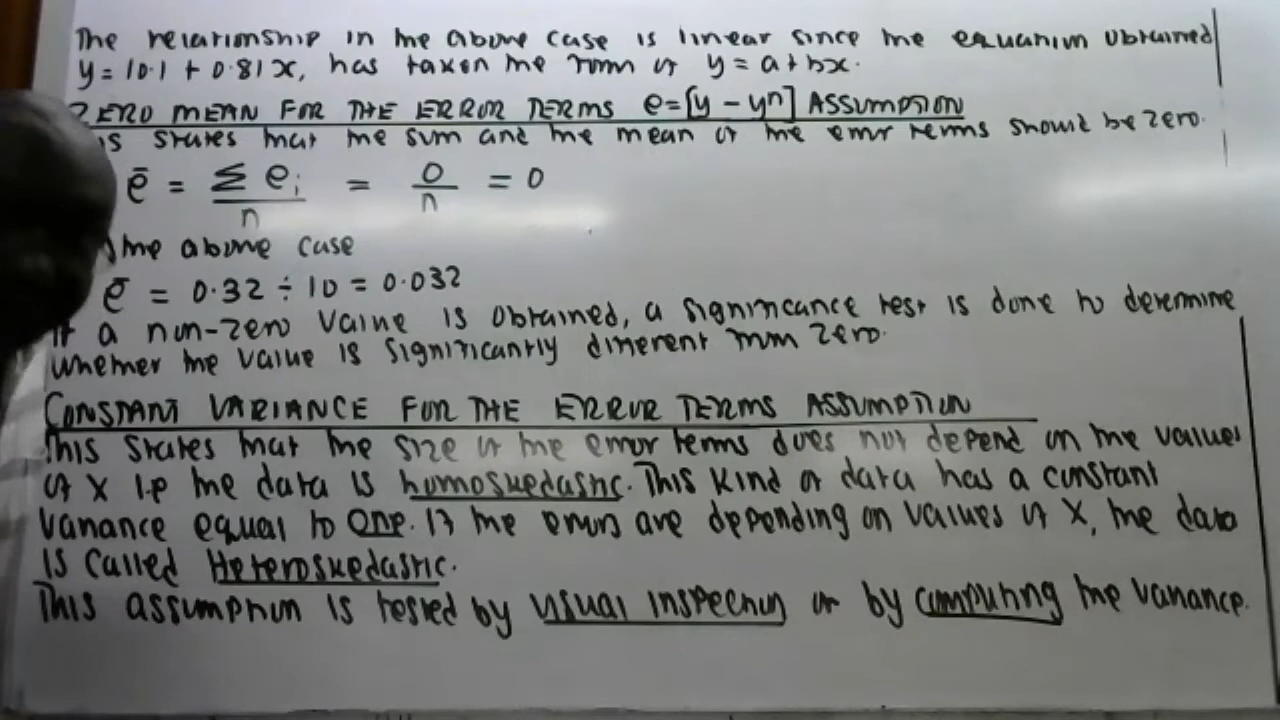 The relationship in the above case is linear since the equation obtained
y = 10.1 + 0.81x, has taken the form of y = a + bx.
ZERO MEAN FOR THE ERROR TERMS e=[y - y^] ASSUMPTION
is states that the sum and the mean of the error terms should be zero.
ē = Σ ei / n = 0 / n = 0
the above case
ē = 0.32 ÷ 10 = 0.032
If a non-zero value is obtained, a significance test is done to determine
whether the value is significantly different from zero.
CONSTANT VARIANCE FOR THE ERROR TERMS ASSUMPTION
This states that the size of the error terms does not depend on the values
of X i.e the data is homoskedastic. This kind of data has a constant
variance equal to one. If the errors are depending on values of X, the data
is called Heteroskedastic.
This assumption is tested by usual inspection or by computing the variance.